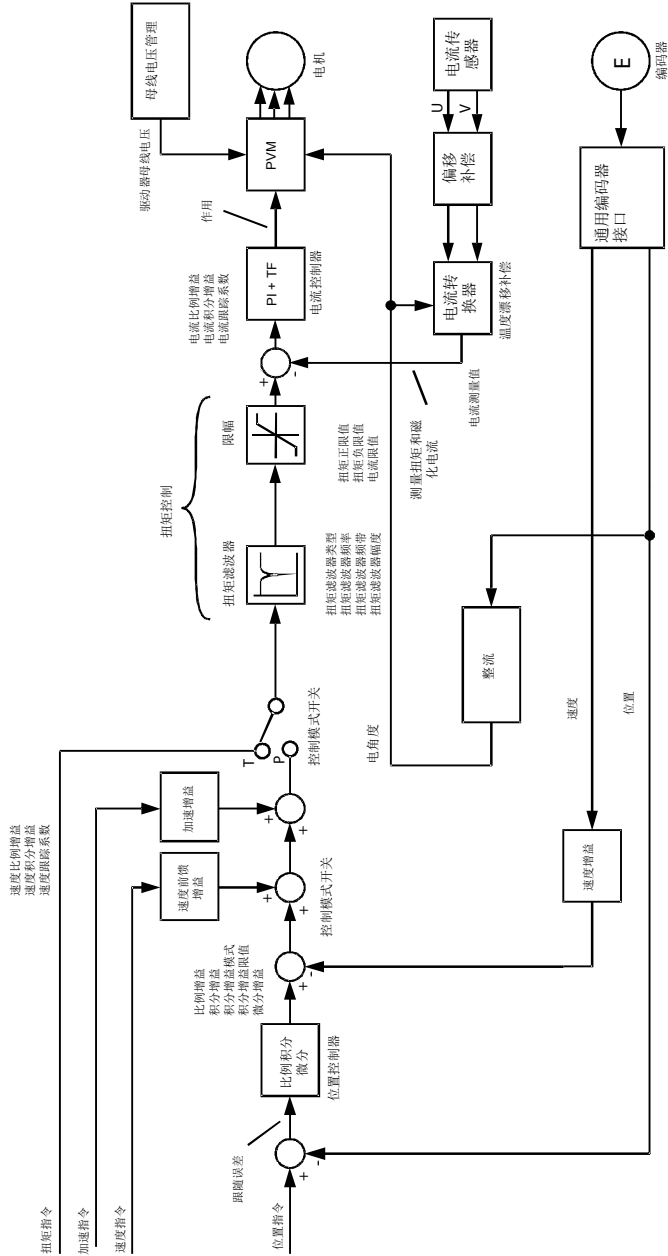 扭矩指令
加速指令
速度指令
位置指令
速度比例增益
速度积分增益
速度跟踪系数
跟随误差
+
-
比例积分
微分
位置控制器
比例增益
积分增益
积分增益模式
积分增益限值
微分增益
+
-
速度前馈
增益
+
+
控制模式开关
加速增益
+
+
T
P
控制模式开关
扭矩控制
扭矩滤波器
扭矩滤波器类型
扭矩滤波器频率
扭矩滤波器频带
扭矩滤波器幅度
限幅
扭矩正限值
扭矩负限值
电流限值
+
-
电流比例增益
电流积分增益
电流跟踪系数
PI + TF
电流控制器
作用
驱动器母线电压
母线电压管理
PVM
电机
电流传
感器
U
V
偏移
补偿
电流转
换器
温度漂移补偿
电流测量值
测量扭矩和磁
化电流
电角度
整流
速度
位置
速度增益
通用编码器
接口
E
编码器